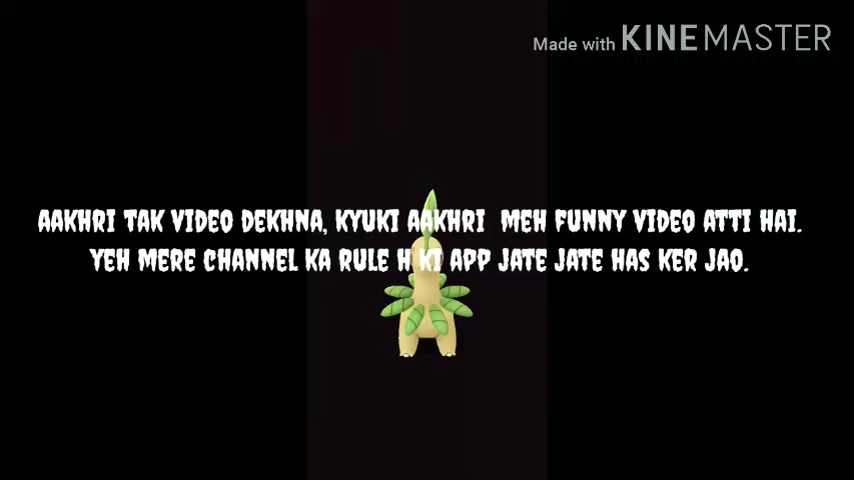 Made with KINEMASTER
AAKHRI TAK VIDEO DEKHNA, KYUKI AAKHRI MEH FUNNY VIDEO ATTI HAI.
YEH MERE CHANNEL KA RULE H KI APP JATE JATE HAS KER JAO.